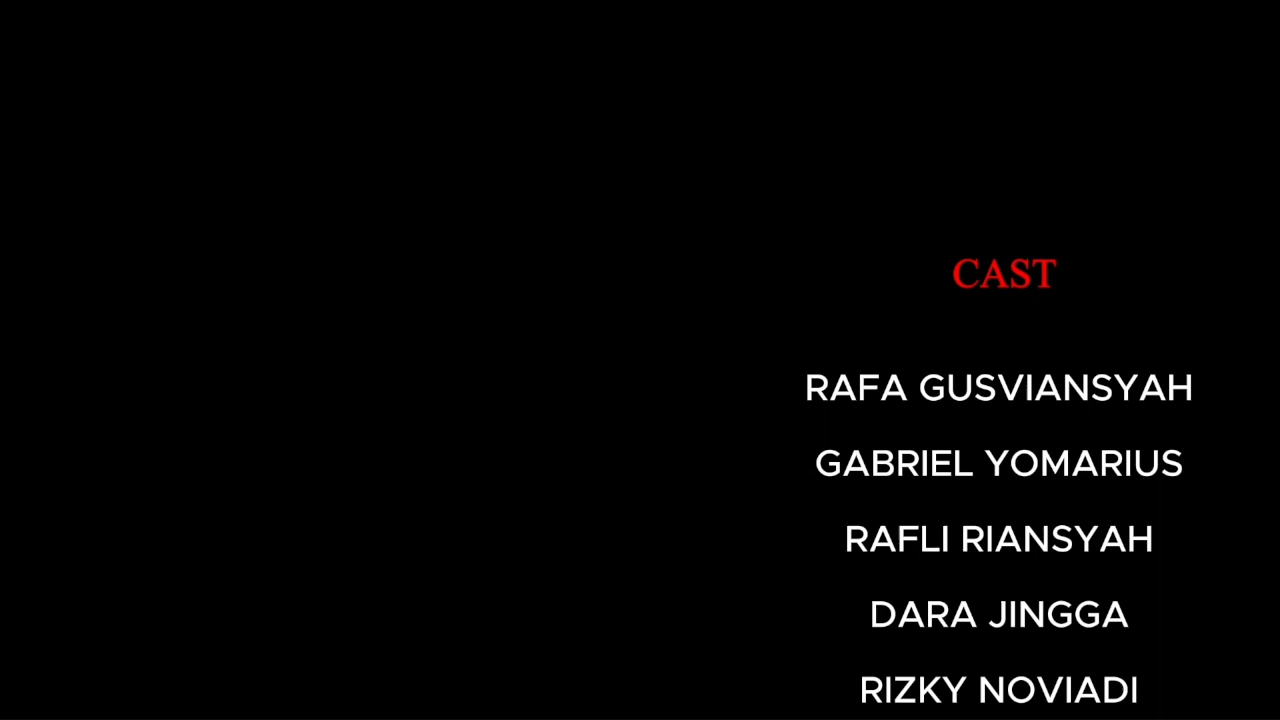 CAST
RAFA GUSVIANSYAH
GABRIEL YOMARIUS
RAFLI RIANSYAH
DARA JINGGA
RIZKY NOVIADI